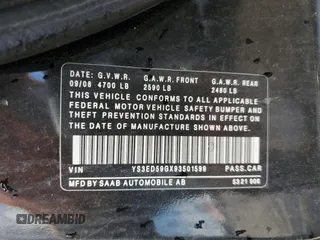 DATE G.V.W.R. G.A.W.R. FRONT G.A.W.R. REAR
09/08 4700 LB 2590 LB 2480 LB
THIS VEHICLE CONFORMS TO ALL APPLICABLE
FEDERAL MOTOR VEHICLE SAFETY BUMPER AND
THEFT PREVENTION STANDARDS IN EFFECT ON
THE DATE OF MANUFACTURE SHOWN ABOVE.
VIN YS3ED59GX93501599 PASS.CAR
MFD BY SAAB AUTOMOBILE AB 5321 006
DREAMBID